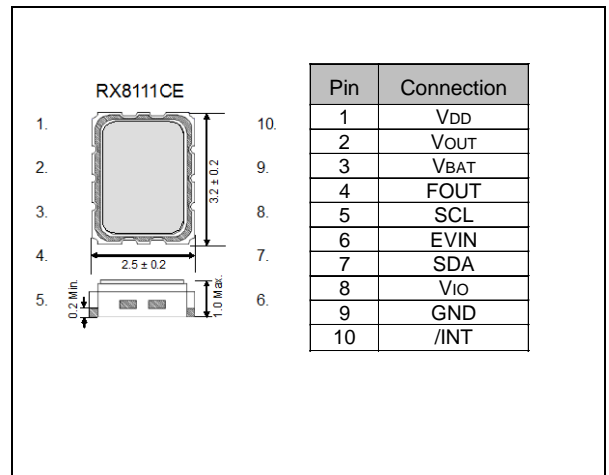 RX8111CE
1.
2.
3.
4.
5.
10.
9.
8.
7.
6.
3.2 ± 0.2
2.5 ± 0.2
0.2 Min.
1.0 Max.
Pin Connection
1 VDD
2 VOUT
3 VBAT
4 FOUT
5 SCL
6 EVIN
7 SDA
8 VIO
9 GND
10 /INT